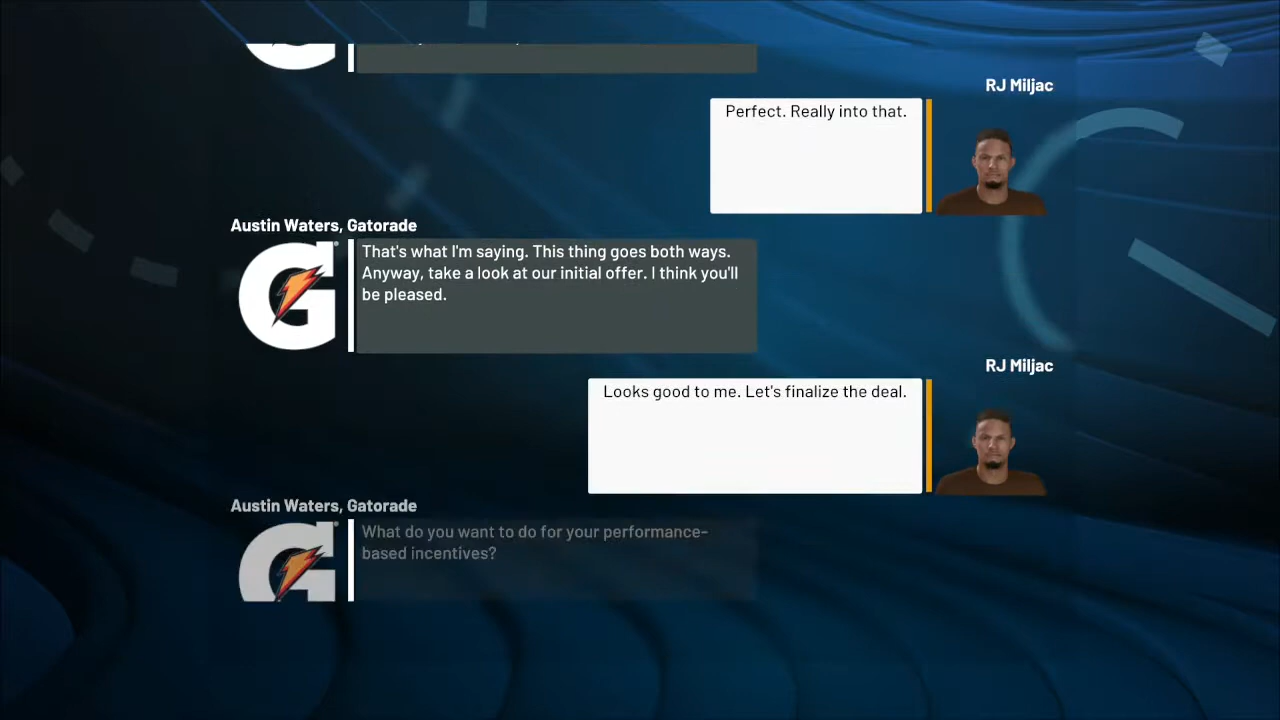 RJ Miljac
Perfect. Really into that.
Austin Waters, Gatorade
That's what I'm saying. This thing goes both ways.
Anyway, take a look at our initial offer. I think you'll
be pleased.
RJ Miljac
Looks good to me. Let's finalize the deal.
Austin Waters, Gatorade
What do you want to do for your performance-
based incentives?